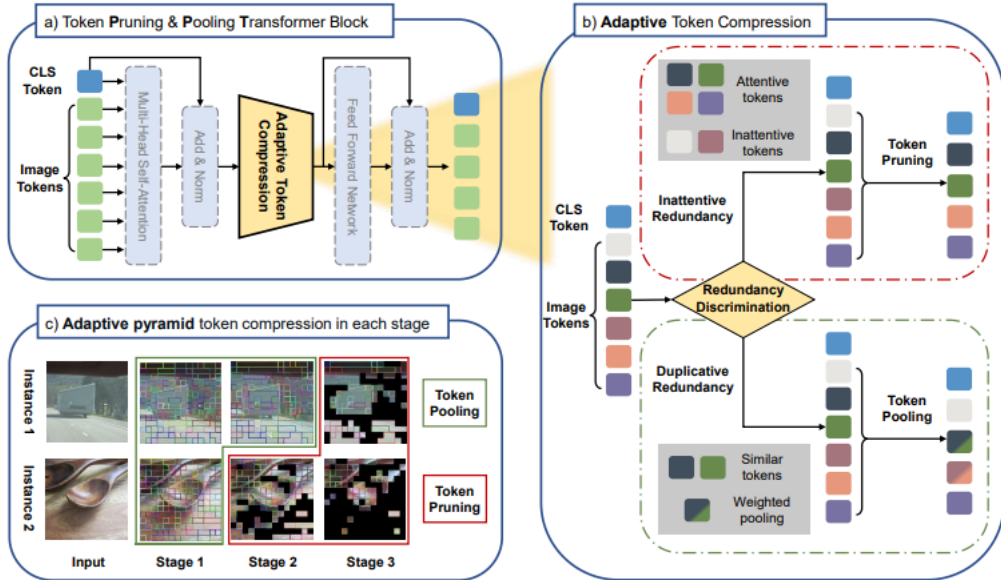 a) Token Pruning & Pooling Transformer Block
CLS
Token
Image
Tokens
Multi-Head Self-Attention
Add & Norm
Adaptive Token
Compression
Feed Forward Network
Add & Norm
b) Adaptive Token Compression
Attentive
tokens
Inattentive
tokens
Inattentive
Redundancy
Token
Pruning
CLS
Token
Image
Tokens
Redundancy
Discrimination
Duplicative
Redundancy
Token
Pooling
Similar
tokens
Weighted
pooling
c) Adaptive pyramid token compression in each stage
Instance 1
Instance 2
Token
Pooling
Token
Pruning
Input
Stage 1
Stage 2
Stage 3